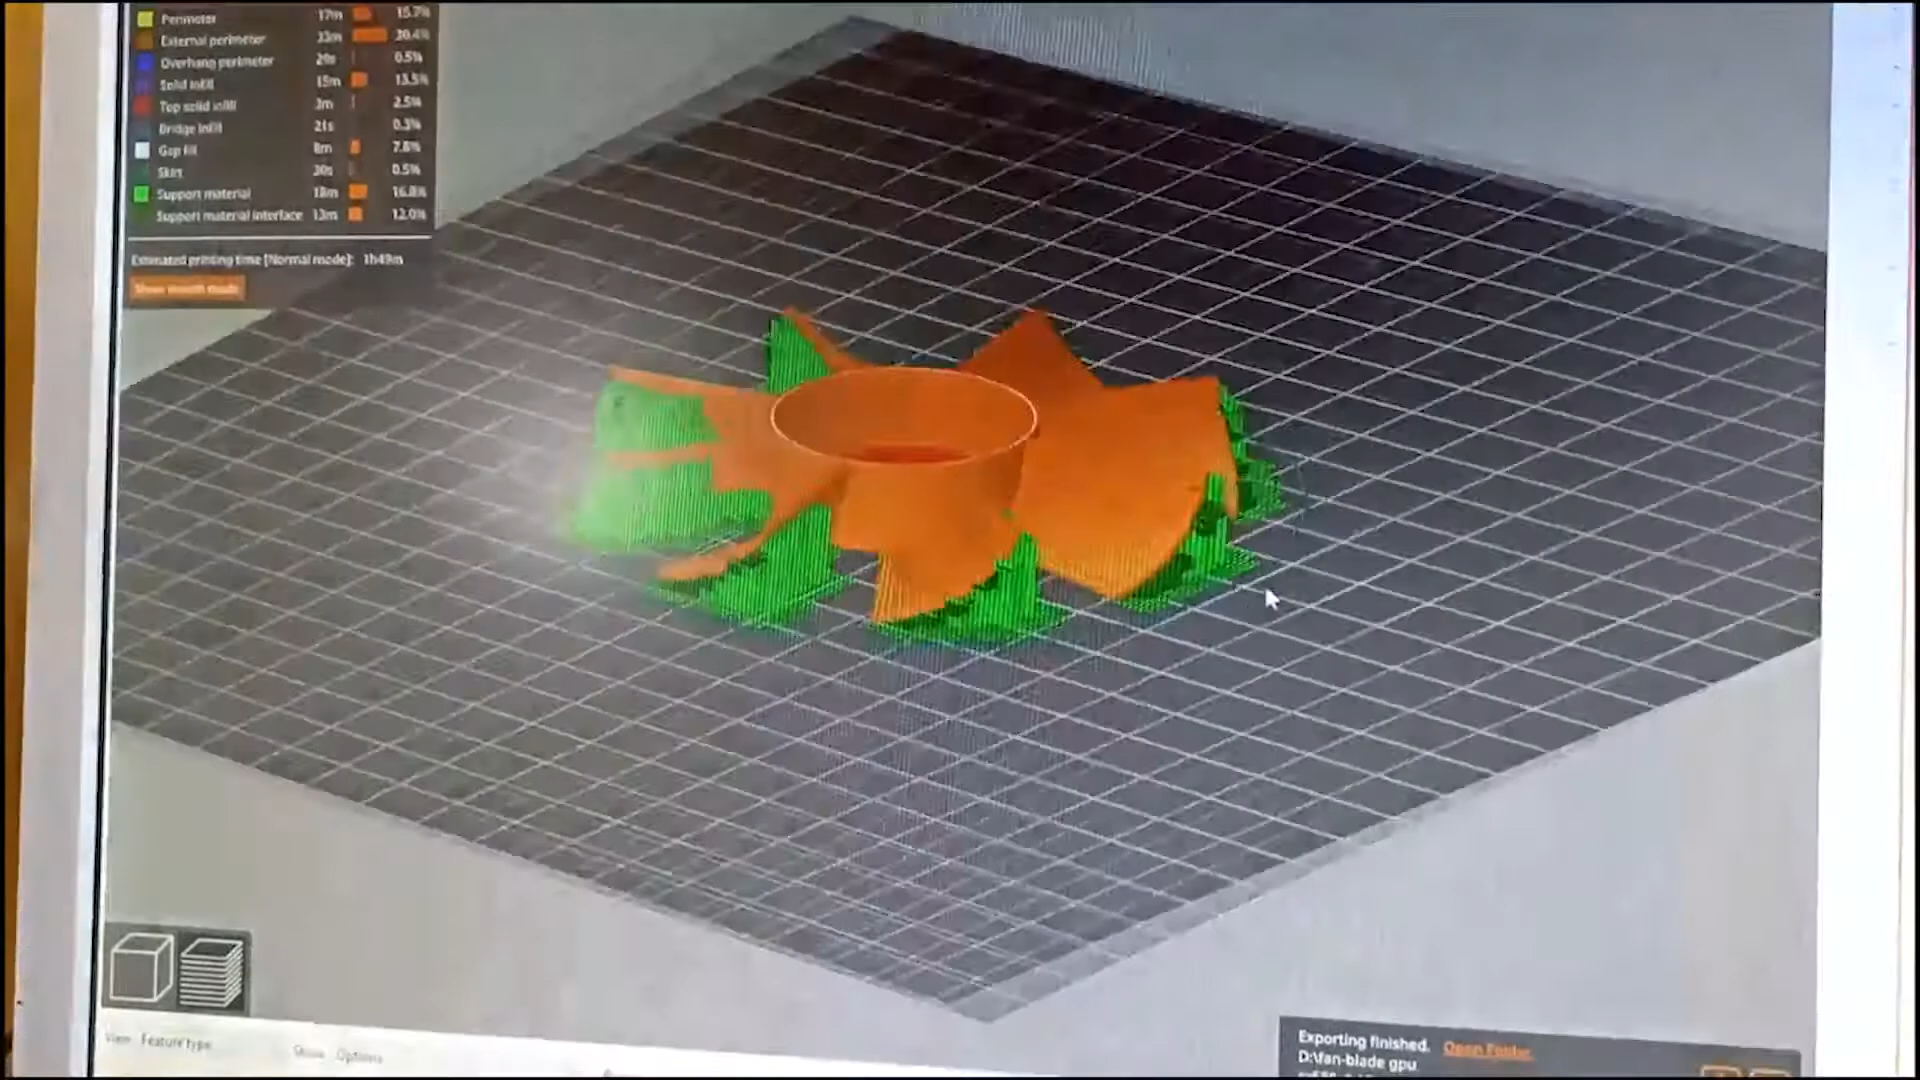 Perimeter 17m 15.7%
External perimeter 33m 30.4%
Overhang perimeter 29s 0.5%
Solid infill 15m 13.5%
Top solid infill 3m 2.5%
Bridge infill 21s 0.3%
Gap fill 8m 7.8%
Skirt 30s 0.5%
Support material 18m 16.8%
Support material interface 13m 12.0%
Estimated printing time [Normal mode]: 1h49m
Show stealth mode
View Feature type Show Options
Exporting finished. Open Folder.
D:\fan-blade gpu